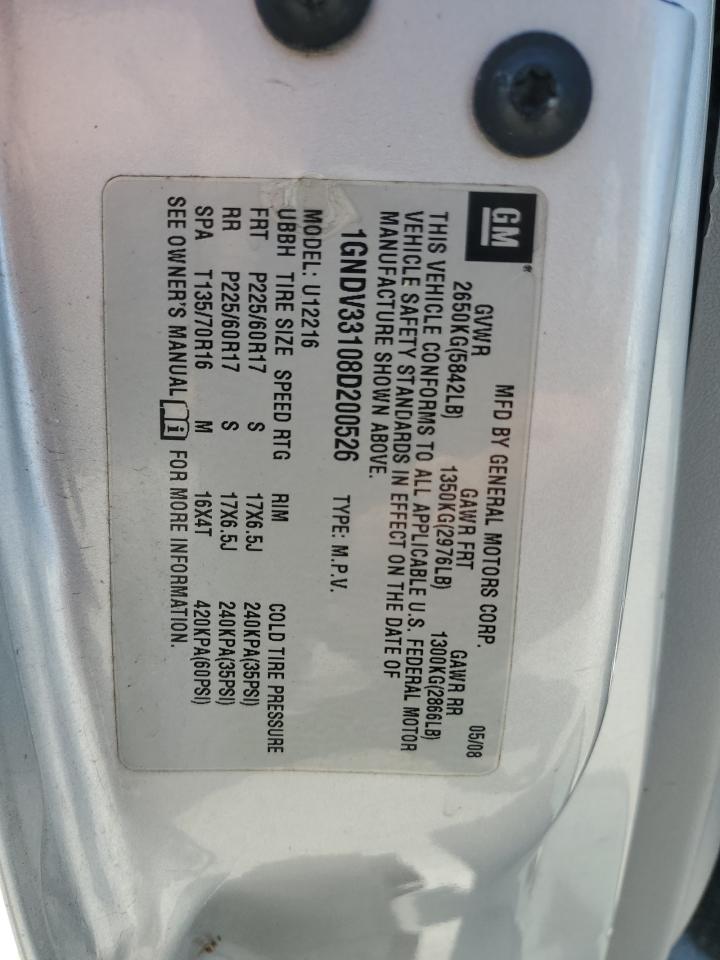 GM®
MFD BY GENERAL MOTORS CORP. 05/08
GVWR GAWR FRT GAWR RR
2650KG(5842LB) 1350KG(2976LB) 1300KG(2866LB)
THIS VEHICLE CONFORMS TO ALL APPLICABLE U.S. FEDERAL MOTOR
VEHICLE SAFETY STANDARDS IN EFFECT ON THE DATE OF
MANUFACTURE SHOWN ABOVE.
1GNDV33108D200526 TYPE: M.P.V.
MODEL: U12216
UBBH TIRE SIZE SPEED RTG RIM COLD TIRE PRESSURE
FRT P225/60R17 S 17X6.5J 240KPA(35PSI)
RR P225/60R17 S 17X6.5J 240KPA(35PSI)
SPA T135/70R16 M 16X4T 420KPA(60PSI)
SEE OWNER'S MANUAL i FOR MORE INFORMATION.